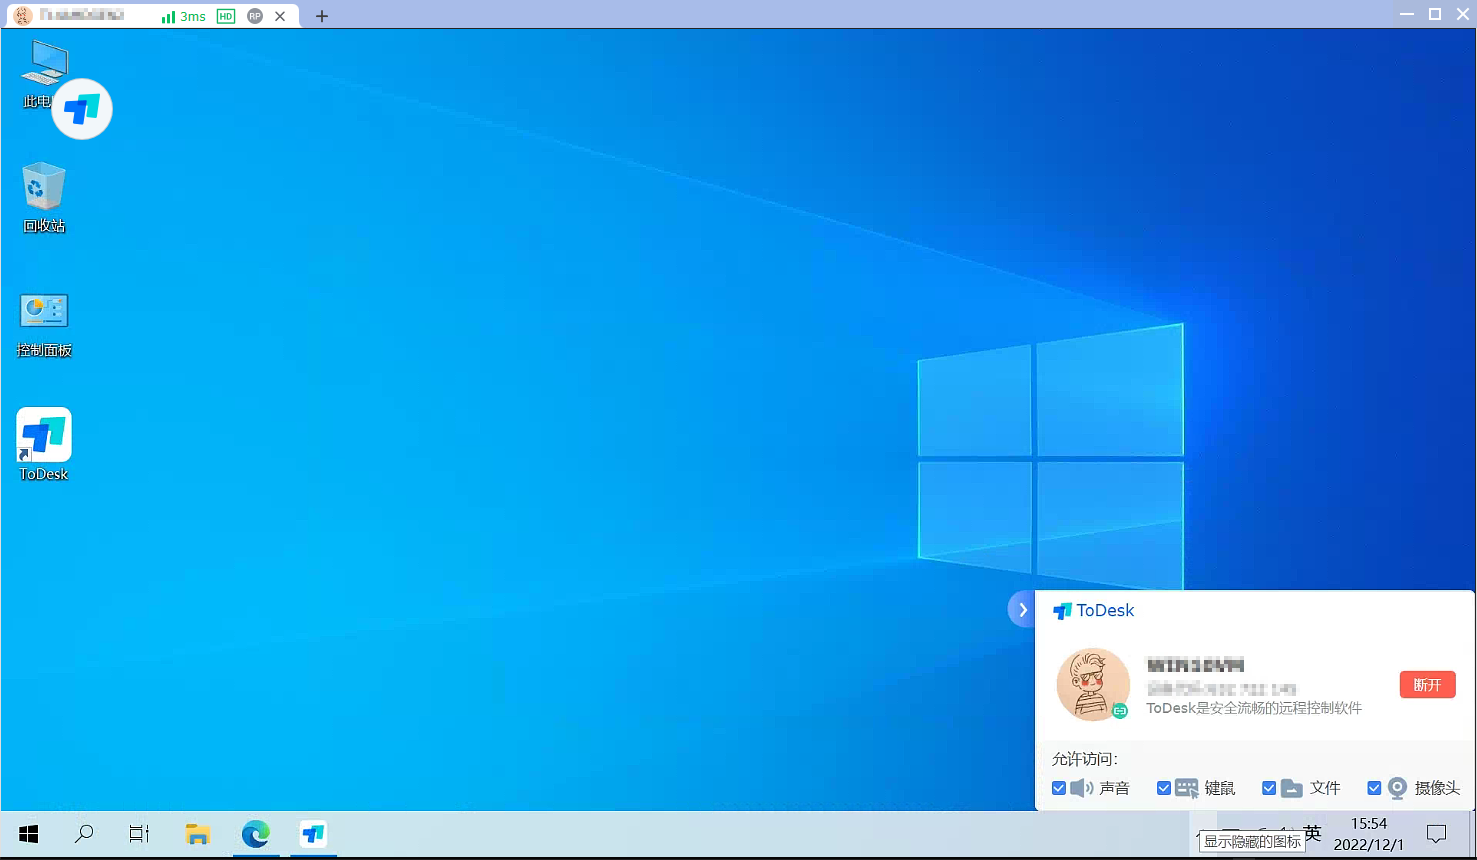 3ms HD RP
此电
回收站
控制面板
ToDesk
ToDesk
ToDesk是安全流畅的远程控制软件
断开
允许访问:
声音 键鼠 文件 摄像头
显示隐藏的图标
英
15:54
2022/12/1